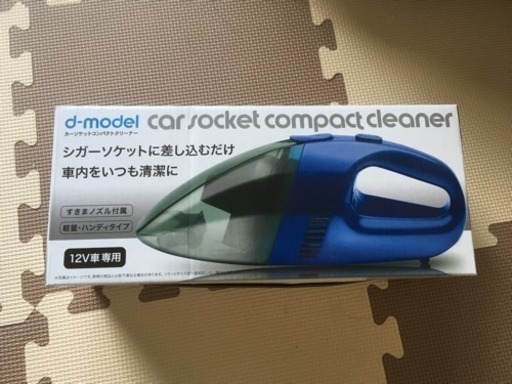 d-model car socket compact cleaner
カーソケットコンパクトクリーナー
シガーソケットに差し込むだけ
車内をいつも清潔に
すきまノズル付属
軽量・ハンディタイプ
12V車専用